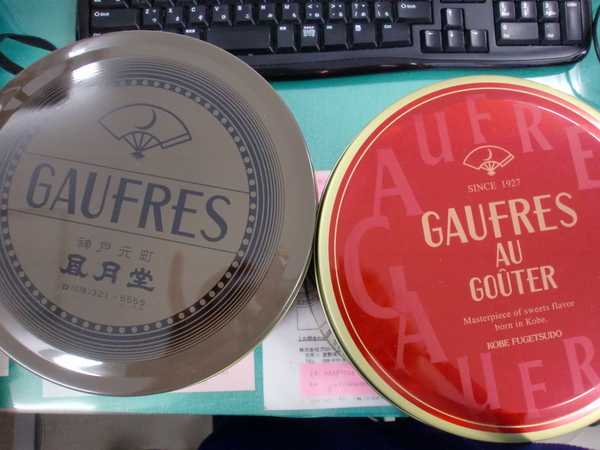 GAUFRES
神戸元町
風月堂
☎(078)321-5555
SINCE 1927
GAUFRES
AU
GOÛTER
Masterpiece of sweets flavor
born in Kobe.
KOBE FUGETSUDO